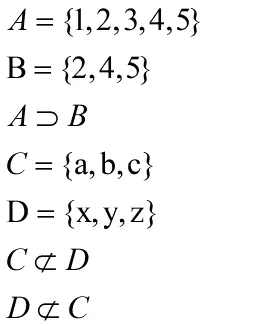 A = {1,2,3,4,5}
B = {2,4,5}
A ⊃ B
C = {a,b,c}
D = {x,y,z}
C ⊄ D
D ⊄ C